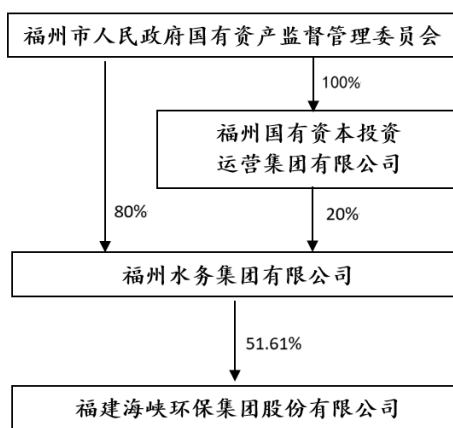 福州市人民政府国有资产监督管理委员会
100%
福州国有资本投资
运营集团有限公司
80%
20%
福州水务集团有限公司
51.61%
福建海峡环保集团股份有限公司